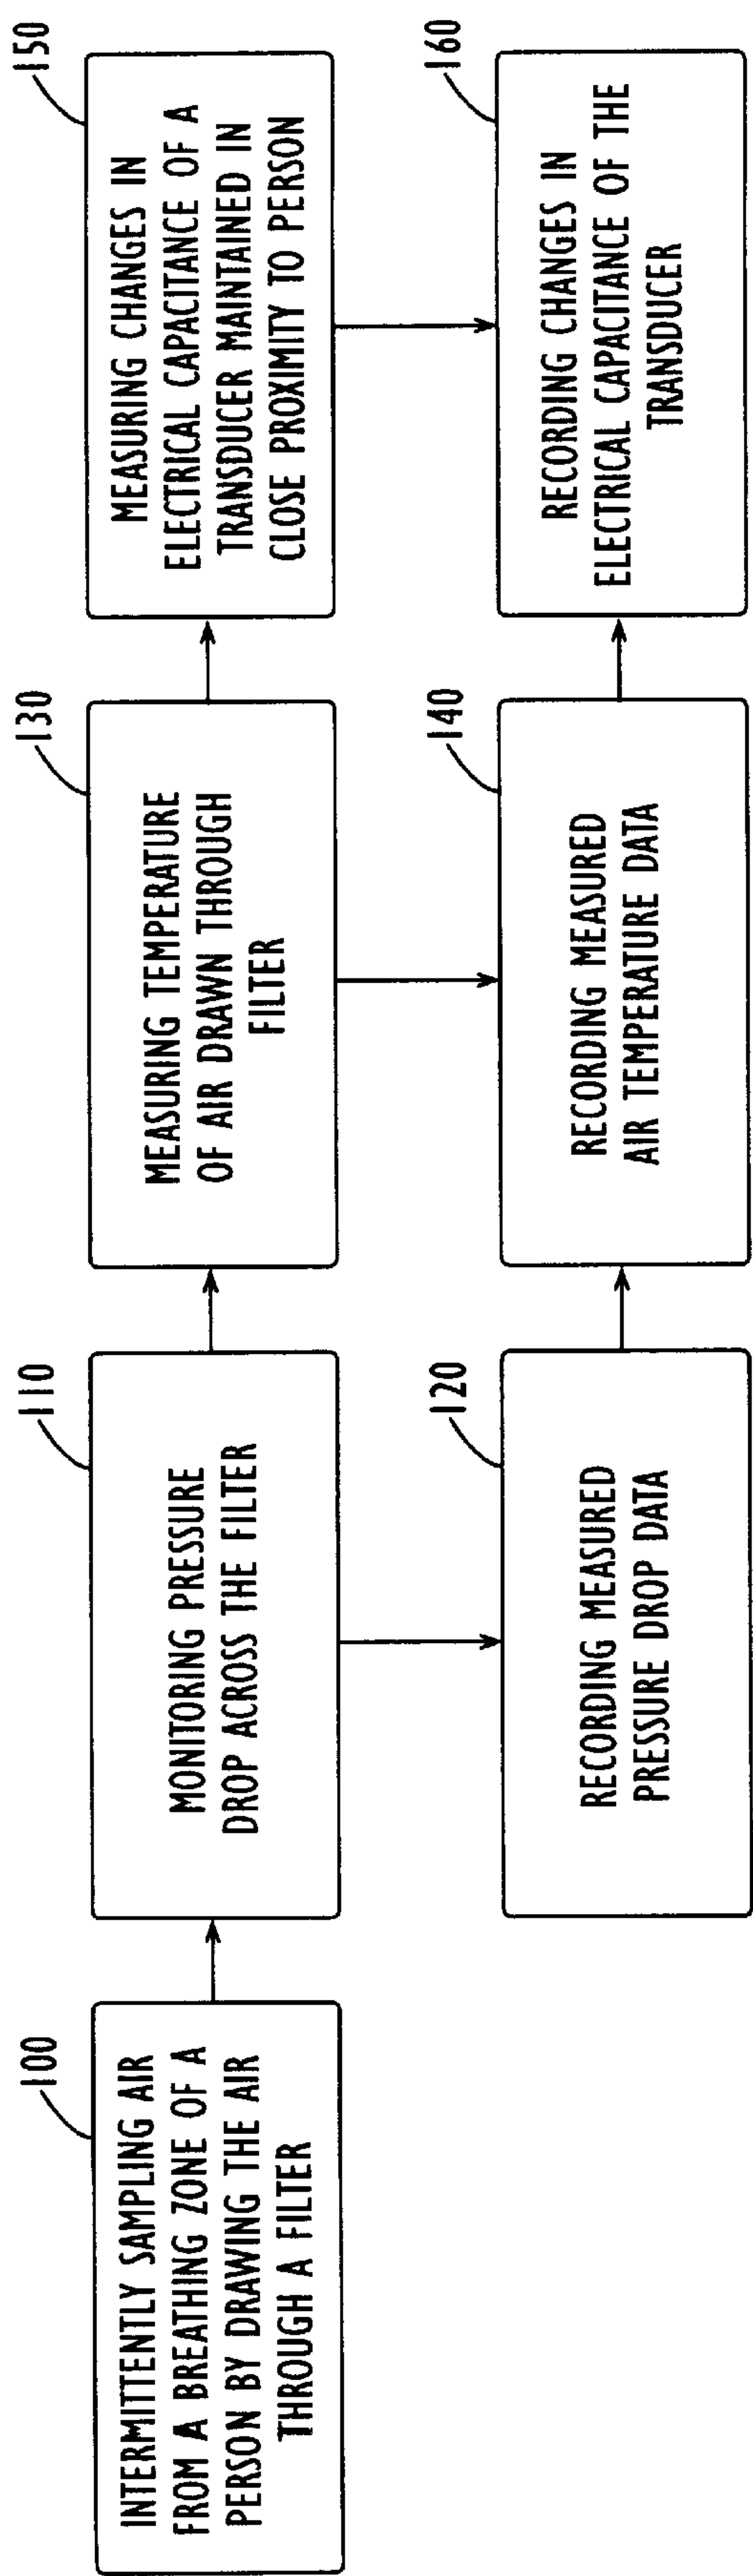 100
INTERMITTENTLY SAMPLING AIR
FROM A BREATHING ZONE OF A
PERSON BY DRAWING THE AIR
THROUGH A FILTER
110
MONITORING PRESSURE
DROP ACROSS THE FILTER
120
RECORDING MEASURED
PRESSURE DROP DATA
130
MEASURING TEMPERATURE
OF AIR DRAWN THROUGH
FILTER
140
RECORDING MEASURED
AIR TEMPERATURE DATA
150
MEASURING CHANGES IN
ELECTRICAL CAPACITANCE OF A
TRANSDUCER MAINTAINED IN
CLOSE PROXIMITY TO PERSON
160
RECORDING CHANGES IN
ELECTRICAL CAPACITANCE OF THE
TRANSDUCER